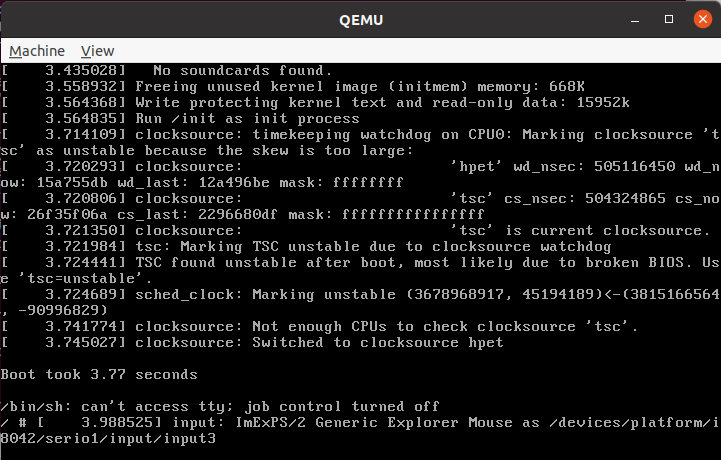 QEMU
Machine View
[    3.435028]   No soundcards found.
[    3.558932] Freeing unused kernel image (initmem) memory: 668K
[    3.564368] Write protecting kernel text and read-only data: 15952k
[    3.564835] Run /init as init process
[    3.714109] clocksource: timekeeping watchdog on CPU0: Marking clocksource 't
sc' as unstable because the skew is too large:
[    3.720293] clocksource:                       'hpet' wd_nsec: 505116450 wd_n
ow: 15a755db wd_last: 12a496be mask: ffffffff
[    3.720806] clocksource:                       'tsc' cs_nsec: 504324865 cs_no
w: 26f35f06a cs_last: 2296680df mask: ffffffffffffffff
[    3.721350] clocksource:                       'tsc' is current clocksource.
[    3.721984] tsc: Marking TSC unstable due to clocksource watchdog
[    3.724441] TSC found unstable after boot, most likely due to broken BIOS. Us
e 'tsc=unstable'.
[    3.724689] sched_clock: Marking unstable (3678968917, 45194189)<-(3815166564
, -90996829)
[    3.741774] clocksource: Not enough CPUs to check clocksource 'tsc'.
[    3.745027] clocksource: Switched to clocksource hpet
Boot took 3.77 seconds
/bin/sh: can't access tty; job control turned off
/ # [    3.988525] input: ImExPS/2 Generic Explorer Mouse as /devices/platform/i
8042/serio1/input/input3